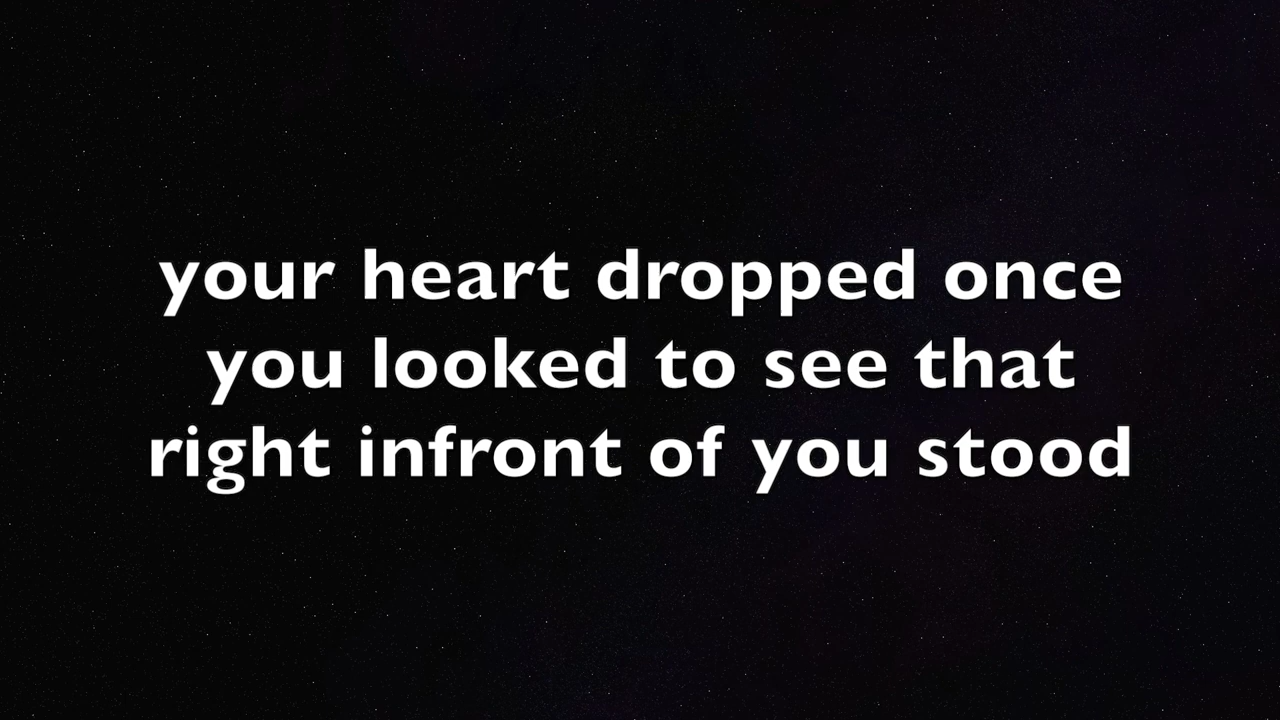 your heart dropped once
you looked to see that
right infront of you stood